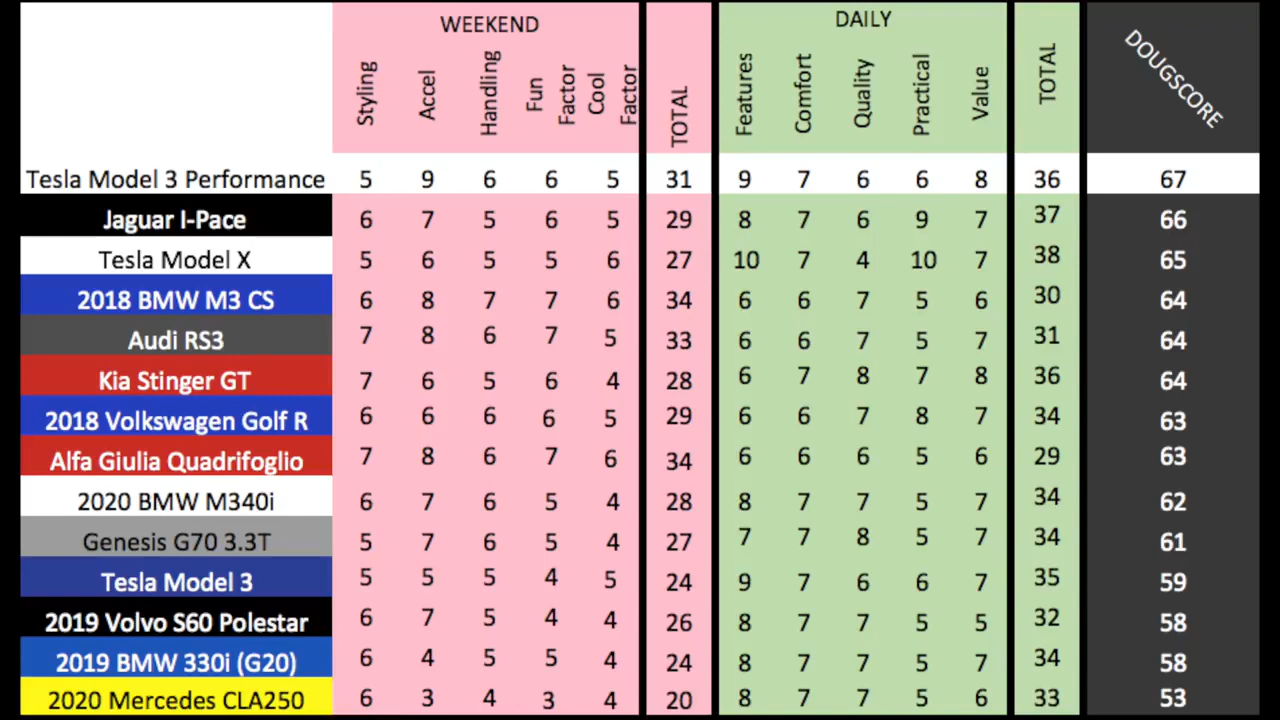 WEEKEND DAILY
Styling Accel Handling Fun Factor Cool Factor TOTAL Features Comfort Quality Practical Value TOTAL DOUGSCORE
Tesla Model 3 Performance 5 9 6 6 5 31 9 7 6 6 8 36 67
Jaguar I-Pace 6 7 5 6 5 29 8 7 6 9 7 37 66
Tesla Model X 5 6 5 5 6 27 10 7 4 10 7 38 65
2018 BMW M3 CS 6 8 7 7 6 34 6 6 7 5 6 30 64
Audi RS3 7 8 6 7 5 33 6 6 7 5 7 31 64
Kia Stinger GT 7 6 5 6 4 28 6 7 8 7 8 36 64
2018 Volkswagen Golf R 6 6 6 6 5 29 6 6 7 8 7 34 63
Alfa Giulia Quadrifoglio 7 8 6 7 6 34 6 6 6 5 6 29 63
2020 BMW M340i 6 7 6 5 4 28 8 7 7 5 7 34 62
Genesis G70 3.3T 5 7 6 5 4 27 7 7 8 5 7 34 61
Tesla Model 3 5 5 5 4 5 24 9 7 6 6 7 35 59
2019 Volvo S60 Polestar 6 7 5 4 4 26 8 7 7 5 5 32 58
2019 BMW 330i (G20) 6 4 5 5 4 24 8 7 7 5 7 34 58
2020 Mercedes CLA250 6 3 4 3 4 20 8 7 7 5 6 33 53